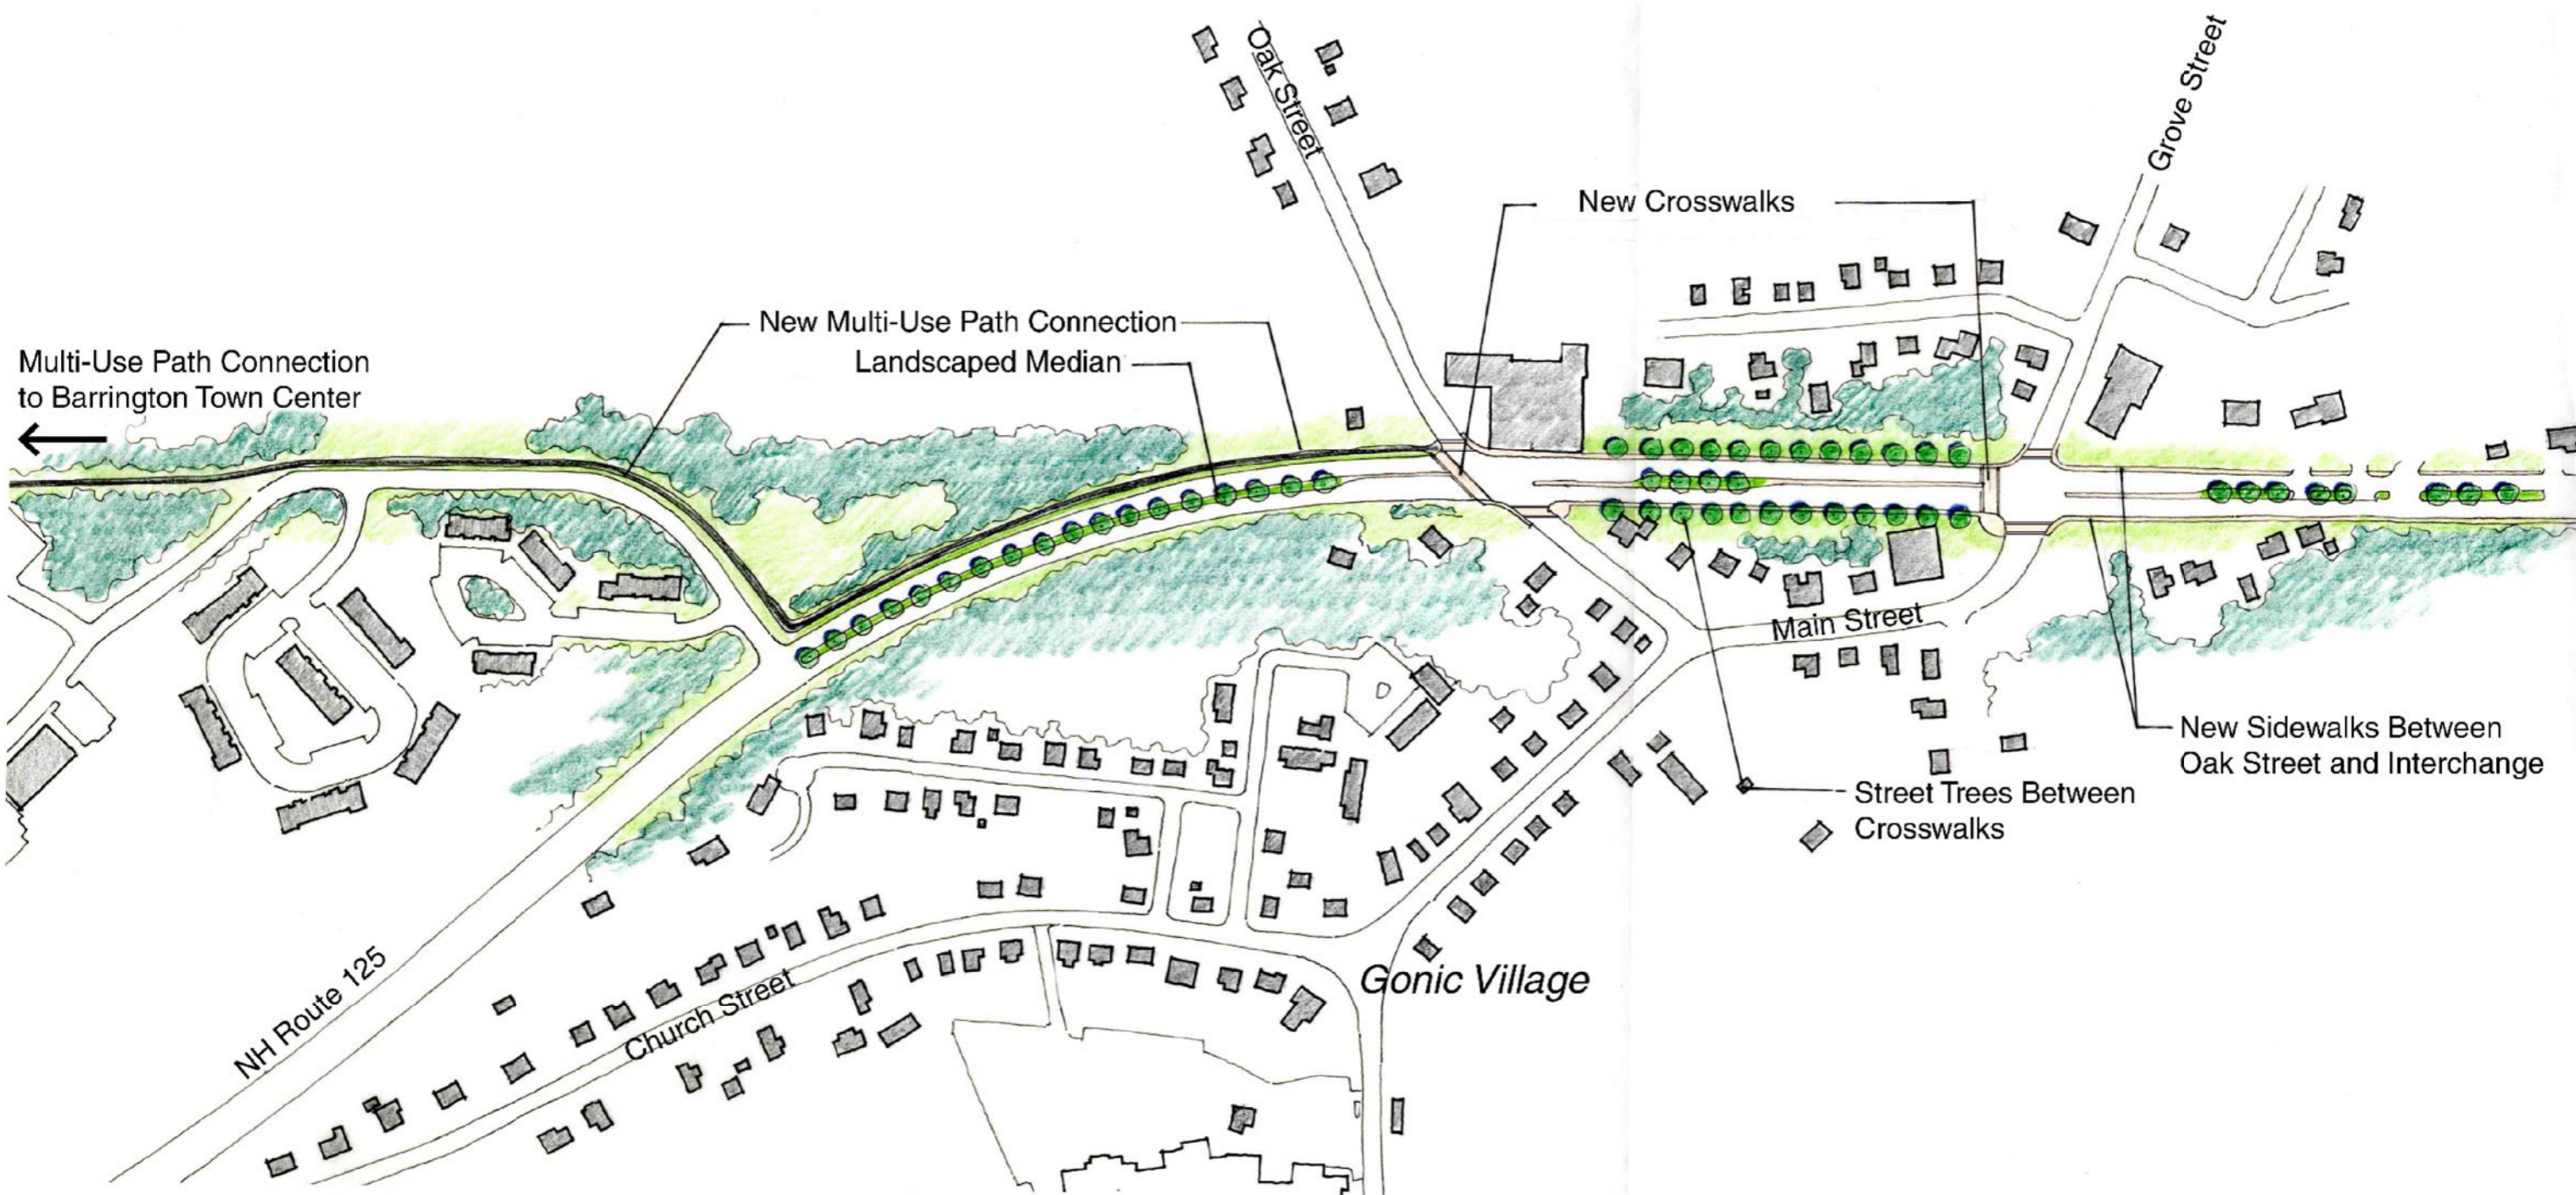 Oak Street
Grove Street
New Crosswalks
New Multi-Use Path Connection
Landscaped Median
Multi-Use Path Connection
to Barrington Town Center
Main Street
New Sidewalks Between
Oak Street and Interchange
Street Trees Between
Crosswalks
NH Route 125
Church Street
Gonic Village